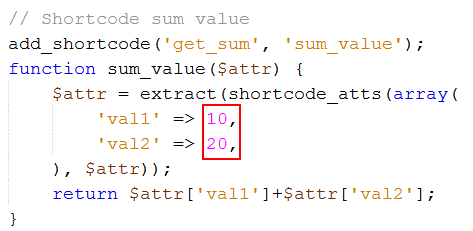 // Shortcode sum value
add_shortcode('get_sum', 'sum_value');
function sum_value($attr) {
    $attr = extract(shortcode_atts(array(
        'val1' => 10,
        'val2' => 20,
    ), $attr));
    return $attr['val1']+$attr['val2'];
}